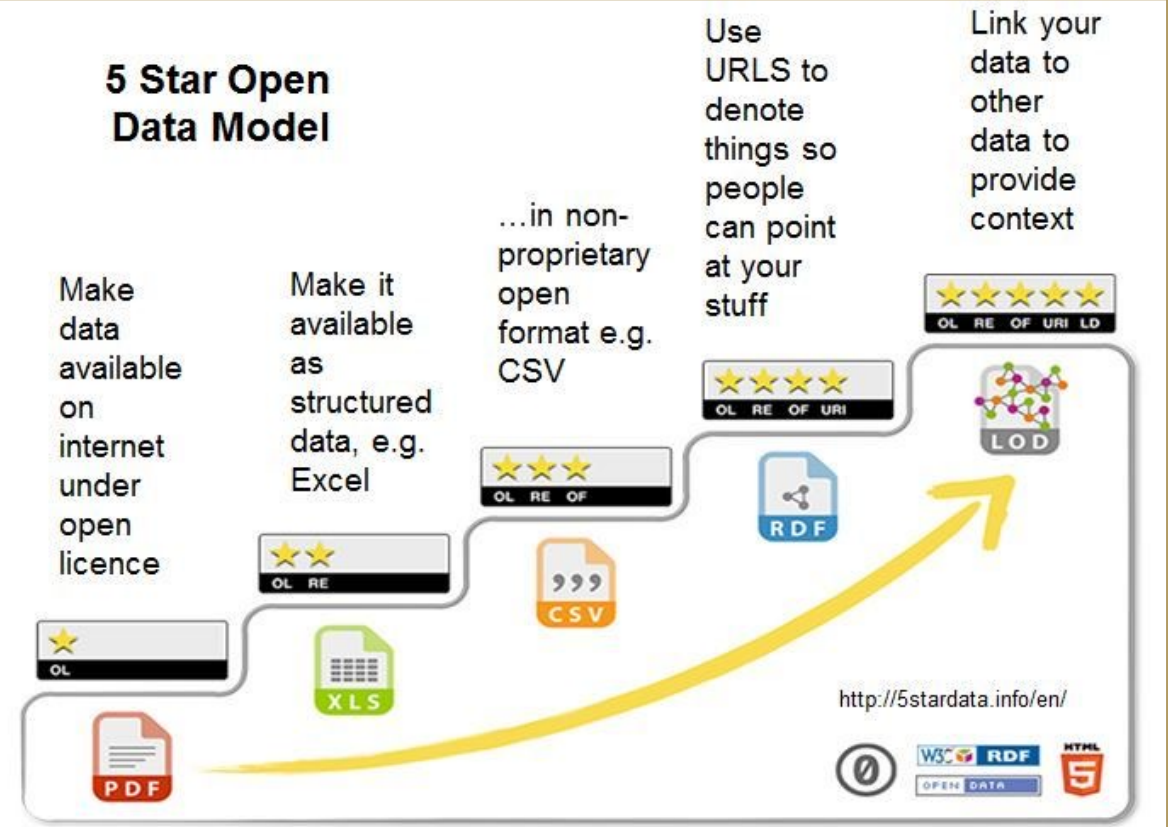 5 Star Open
Data Model
Make
data
available
on
internet
under
open
licence
OL
PDF
Make it
available
as
structured
data, e.g.
Excel
OL RE
XLS
…in non-
proprietary
open
format e.g.
CSV
OL RE OF
,,,
CSV
Use
URLS to
denote
things so
people
can point
at your
stuff
OL RE OF URI
RDF
Link your
data to
other
data to
provide
context
OL RE OF URI LD
LOD
http://5stardata.info/en/
0
W3C RDF
OPEN DATA
HTML
5